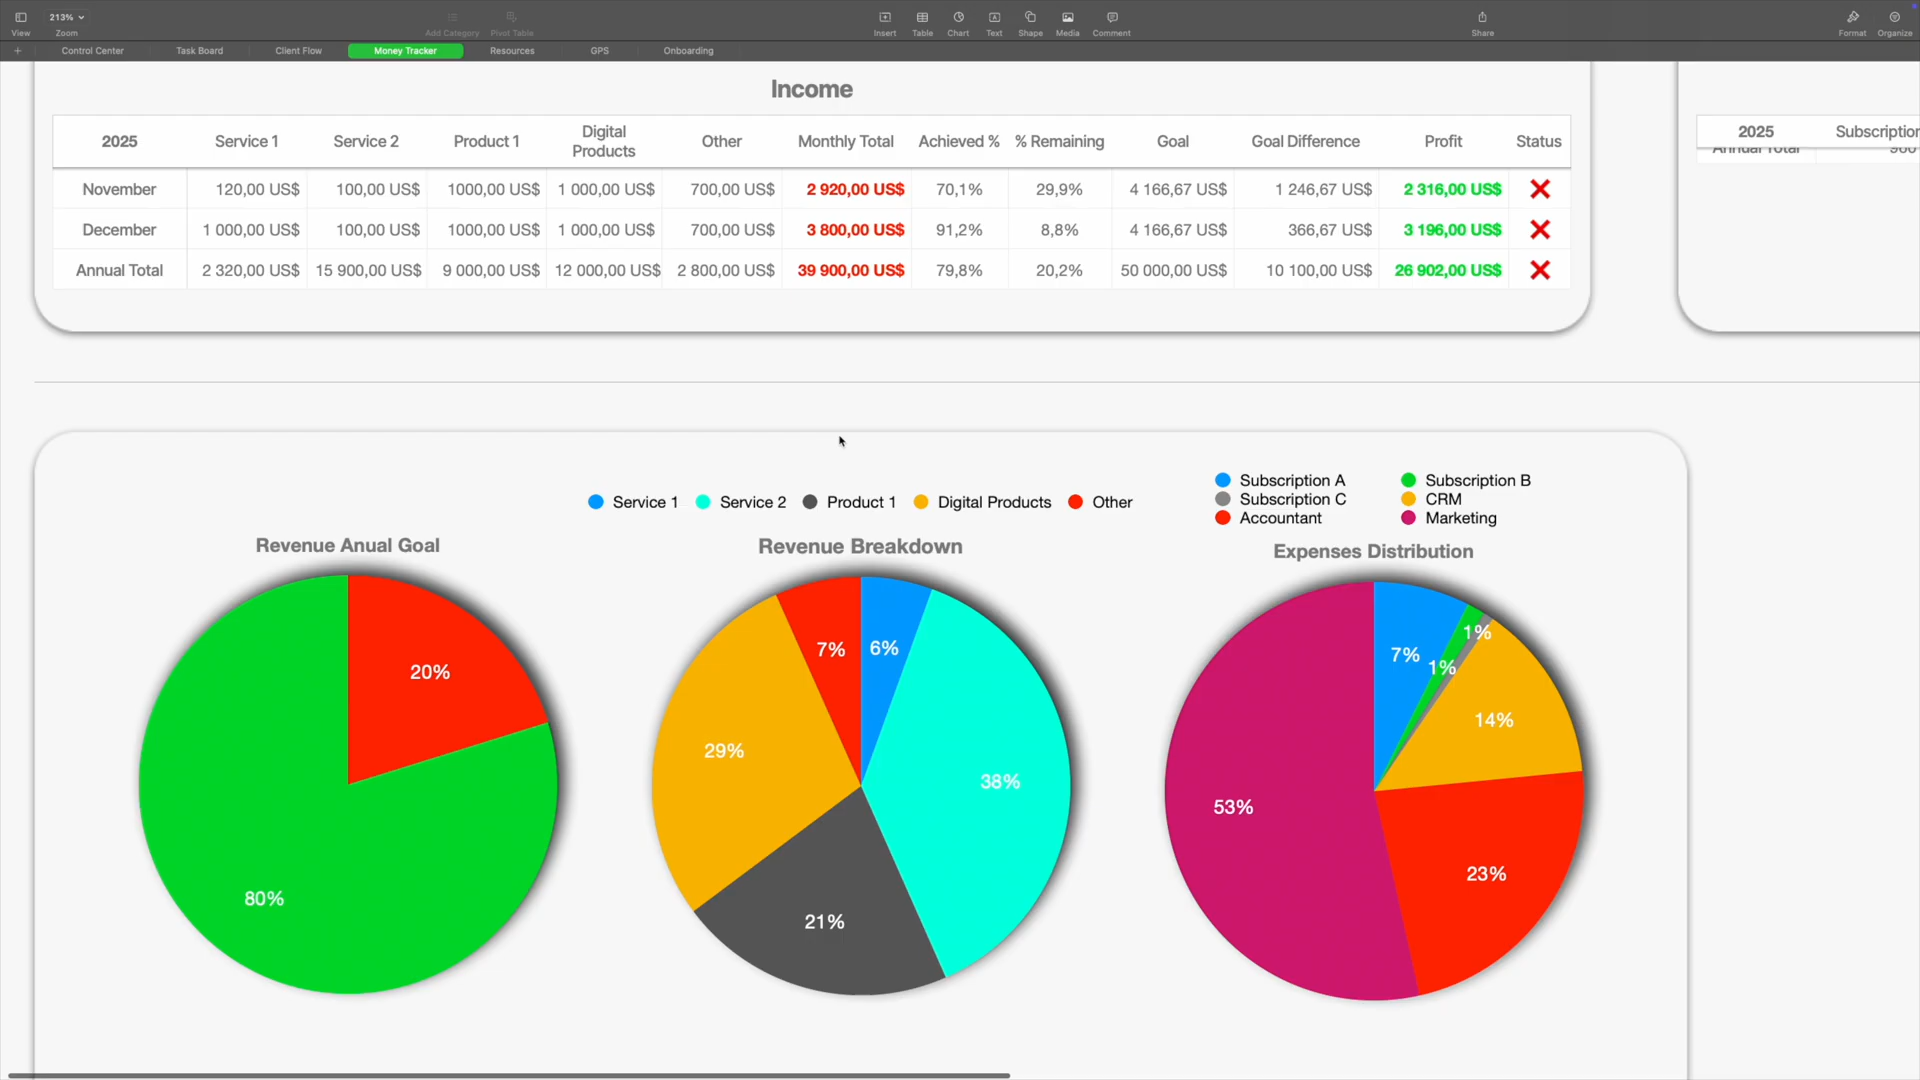 213%
View
Zoom
Add Category
Pivot Table
Insert
Table
Chart
Text
Shape
Media
Comment
Share
Format
Organize
Control Center
Task Board
Client Flow
Money Tracker
Resources
GPS
Onboarding
Income
2025 Service 1 Service 2 Product 1 Digital Products Other Monthly Total Achieved % % Remaining Goal Goal Difference Profit Status
November 120,00 US$ 100,00 US$ 1000,00 US$ 1 000,00 US$ 700,00 US$ 2 920,00 US$ 70,1% 29,9% 4 166,67 US$ 1 246,67 US$ 2 316,00 US$
December 1 000,00 US$ 100,00 US$ 1000,00 US$ 1 000,00 US$ 700,00 US$ 3 800,00 US$ 91,2% 8,8% 4 166,67 US$ 366,67 US$ 3 196,00 US$
Annual Total 2 320,00 US$ 15 900,00 US$ 9 000,00 US$ 12 000,00 US$ 2 800,00 US$ 39 900,00 US$ 79,8% 20,2% 50 000,00 US$ 10 100,00 US$ 26 902,00 US$
2025 Subscription
Annual Total 960
Revenue Anual Goal
20%
80%
Service 1 Service 2 Product 1 Digital Products Other
Revenue Breakdown
7% 6%
29%
38%
21%
Subscription A Subscription B
Subscription C CRM
Accountant Marketing
Expenses Distribution
1%
7%
1%
14%
53%
23%